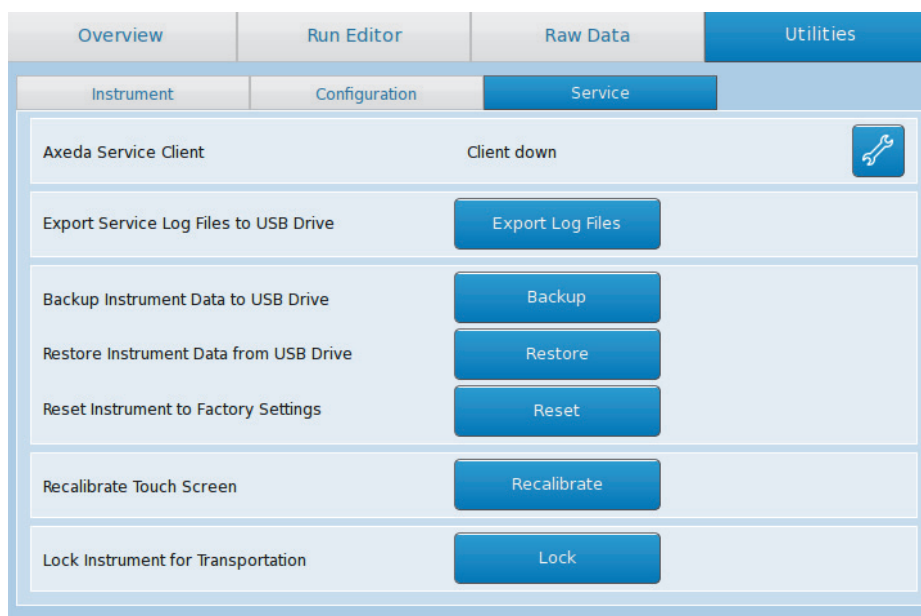 Overview Run Editor Raw Data Utilities
Instrument Configuration Service
Axeda Service Client Client down
Export Service Log Files to USB Drive Export Log Files
Backup Instrument Data to USB Drive Backup
Restore Instrument Data from USB Drive Restore
Reset Instrument to Factory Settings Reset
Recalibrate Touch Screen Recalibrate
Lock Instrument for Transportation Lock